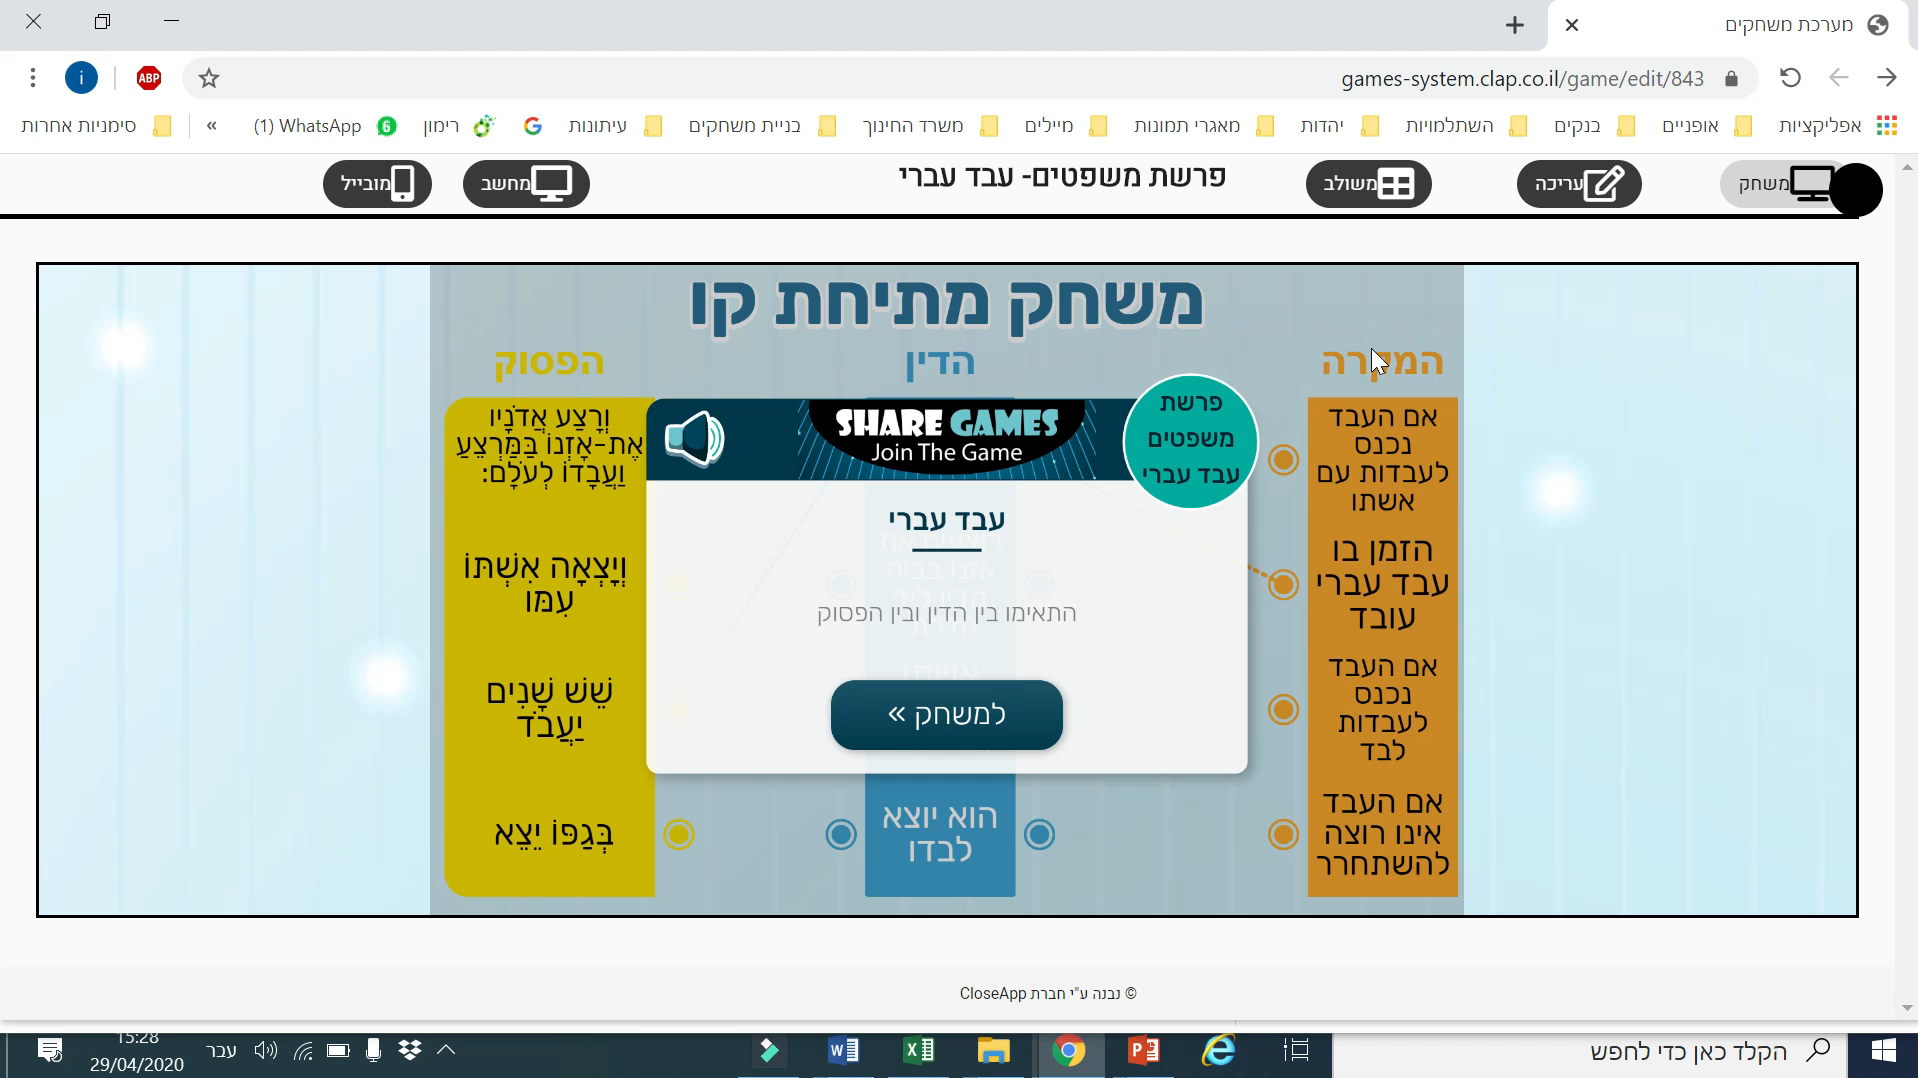 מערכת משחקים
games-system.clap.co.il/game/edit/843
ABP
i
אפליקציות
אופניים
בנקים
השתלמויות
יהדות
מאגרי תמונות
מיילים
משרד החינוך
בניית משחקים
עיתונות
רימון
(1) WhatsApp
6
«
סימניות אחרות
משחק
עריכה
משולב
פרשת משפטים- עבד עברי
מחשב
מובייל
משחק מתיחת קו
המקרה
הדין
הפסוק
אם העבד
נכנס
לעבדות עם
אשתו
הזמן בו
עבד עברי
עובד
אם העבד
נכנס
לעבדות
לבד
אם העבד
אינו רוצה
להשתחרר
פרשת
משפטים
עבד עברי
SHARE GAMES
Join The Game
עבד עברי
התאימו בין הדין ובין הפסוק
למשחק »
הוא יוצא
לבדו
וְרָצַע אֲדֹנָיו
אֶת-אָזְנוֹ בַּמַּרְצֵעַ
וַעֲבָדוֹ לְעֹלָם:
וְיָצְאָה אִשְׁתּוֹ
עִמּוֹ
שֵׁשׁ שָׁנִים
יַעֲבֹד
בְּגַפּוֹ יֵצֵא
© נבנה ע"י חברת CloseApp
הקלד כאן כדי לחפש
עבר
15:28
29/04/2020